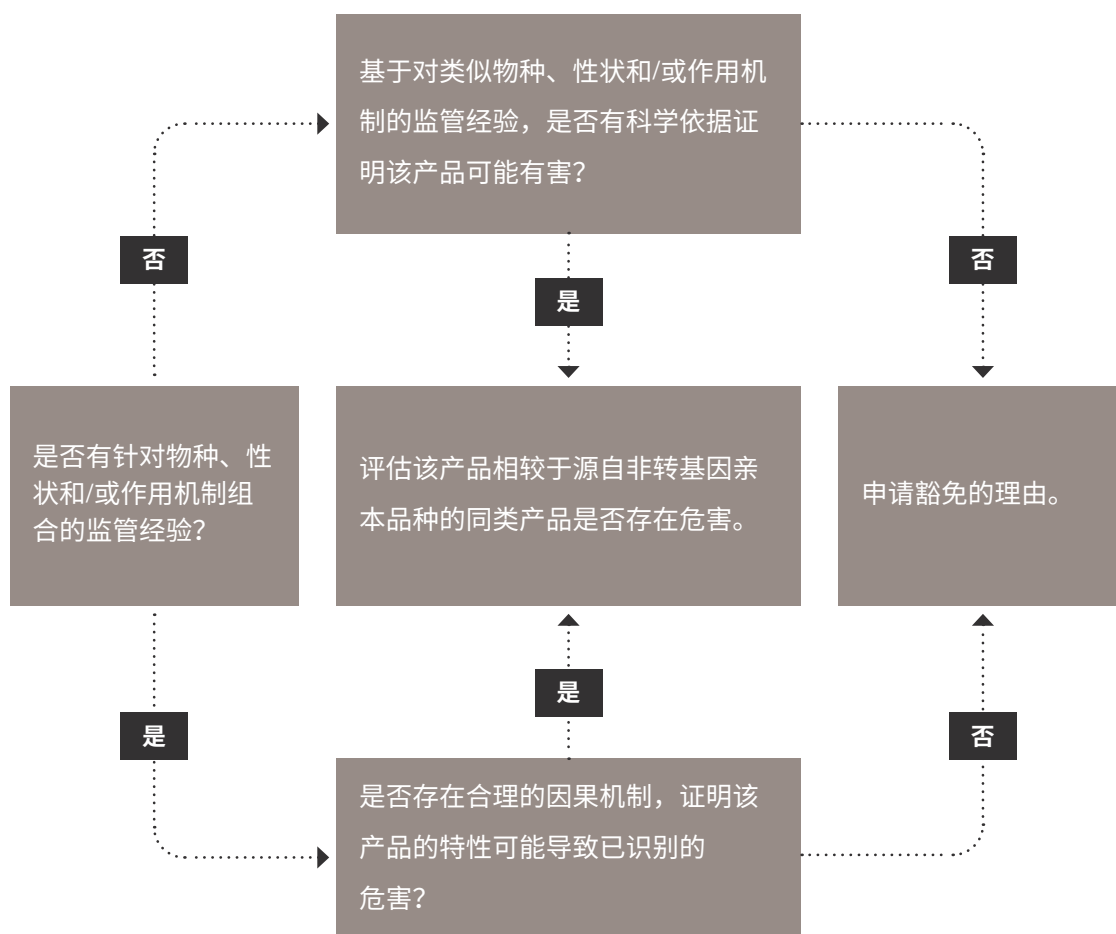 基于对类似物种、性状和/或作用机
制的监管经验，是否有科学依据证
明该产品可能有害？
否
是
否
是否有针对物种、性
状和/或作用机制组
合的监管经验？
评估该产品相较于源自非转基因亲
本品种的同类产品是否存在危害。
申请豁免的理由。
是
是
否
是否存在合理的因果机制，证明该
产品的特性可能导致已识别的
危害？